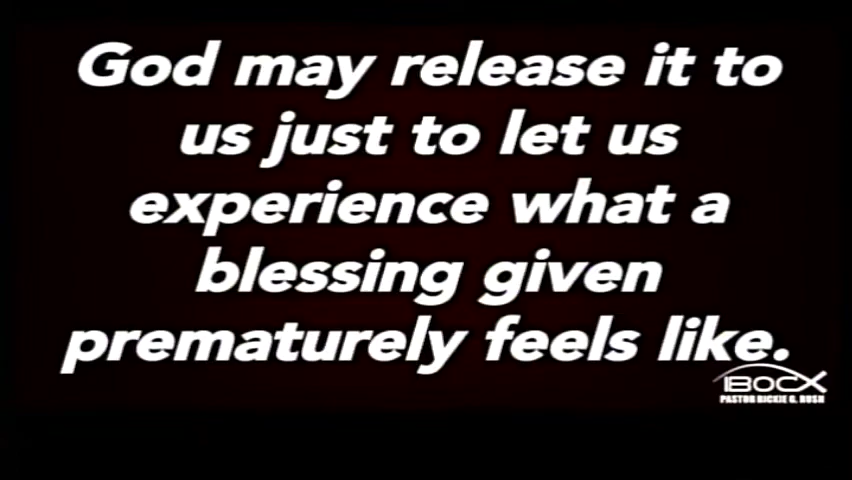 God may release it to
us just to let us
experience what a
blessing given
prematurely feels like.
IBOCX
PASTOR RICKIE G. RUSH